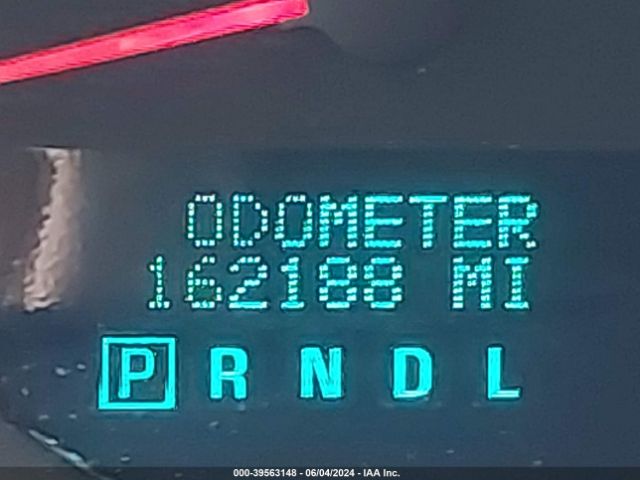 ODOMETER
162188 MI
P R N D L
000-39563148 - 06/04/2024 - IAA Inc.